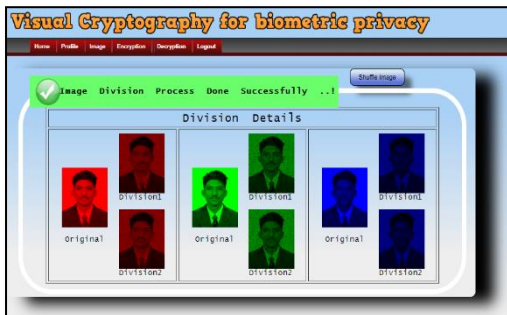 Visual Cryptography for biometric privacy
Home Profile Image Encryption Decryption Logout
Shuffle Image
Image Division Process Done Successfully ..!
Division Details
Division1 Division1 Division1
Original Original Original
Division2 Division2 Division2